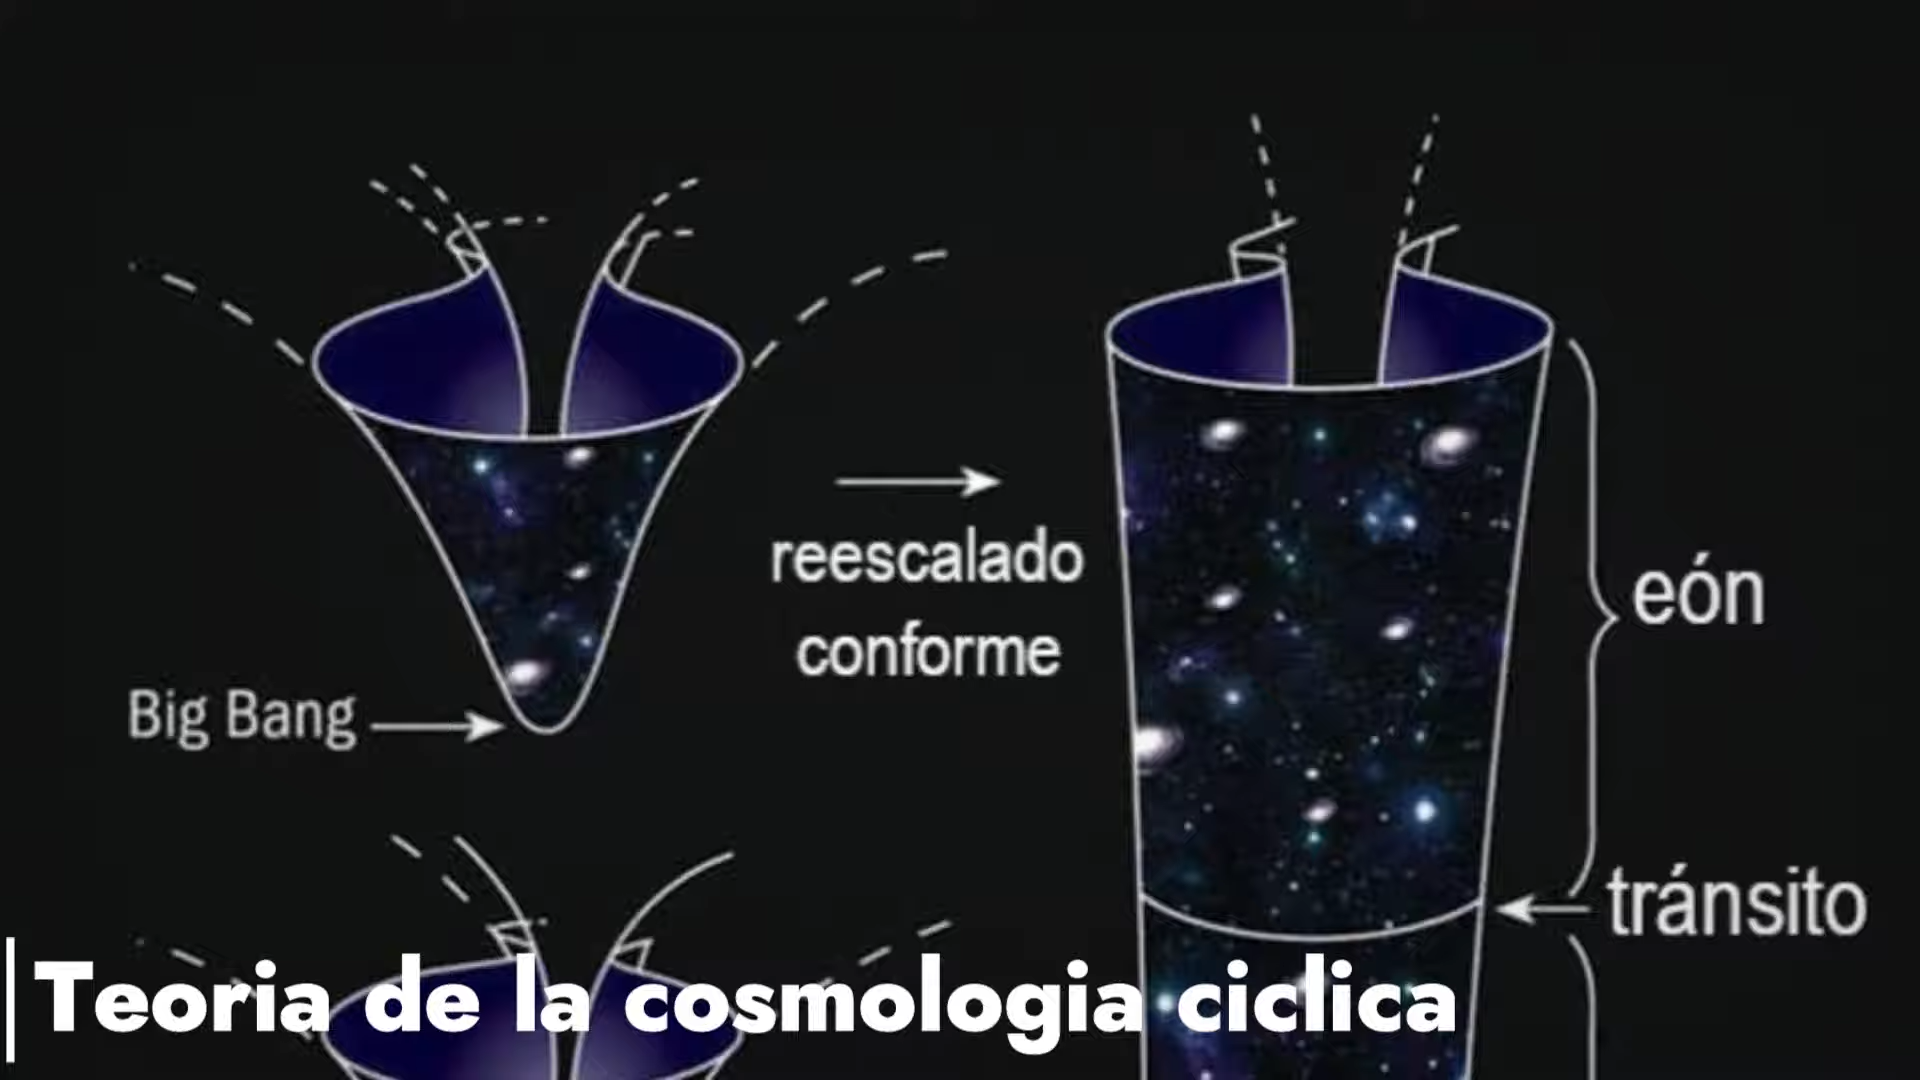 reescalado
conforme
eón
Big Bang
tránsito
Teoria de la cosmologia ciclica